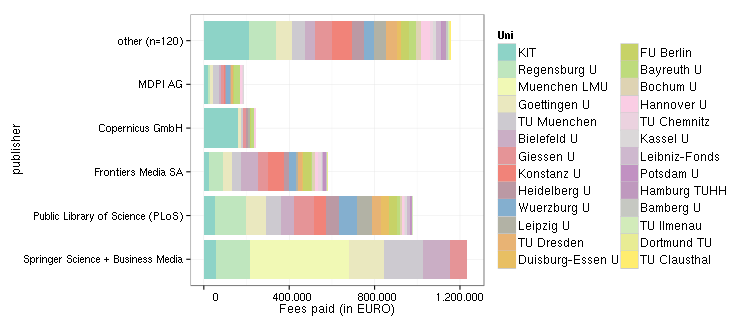 other (n=120)
MDPI AG
Copernicus GmbH
Frontiers Media SA
Public Library of Science (PLoS)
Springer Science + Business Media
publisher
0 400.000 800.000 1.200.000
Fees paid (in EURO)
Uni
KIT
Regensburg U
Muenchen LMU
Goettingen U
TU Muenchen
Bielefeld U
Giessen U
Konstanz U
Heidelberg U
Wuerzburg U
Leipzig U
TU Dresden
Duisburg-Essen U
FU Berlin
Bayreuth U
Bochum U
Hannover U
TU Chemnitz
Kassel U
Leibniz-Fonds
Potsdam U
Hamburg TUHH
Bamberg U
TU Ilmenau
Dortmund TU
TU Clausthal